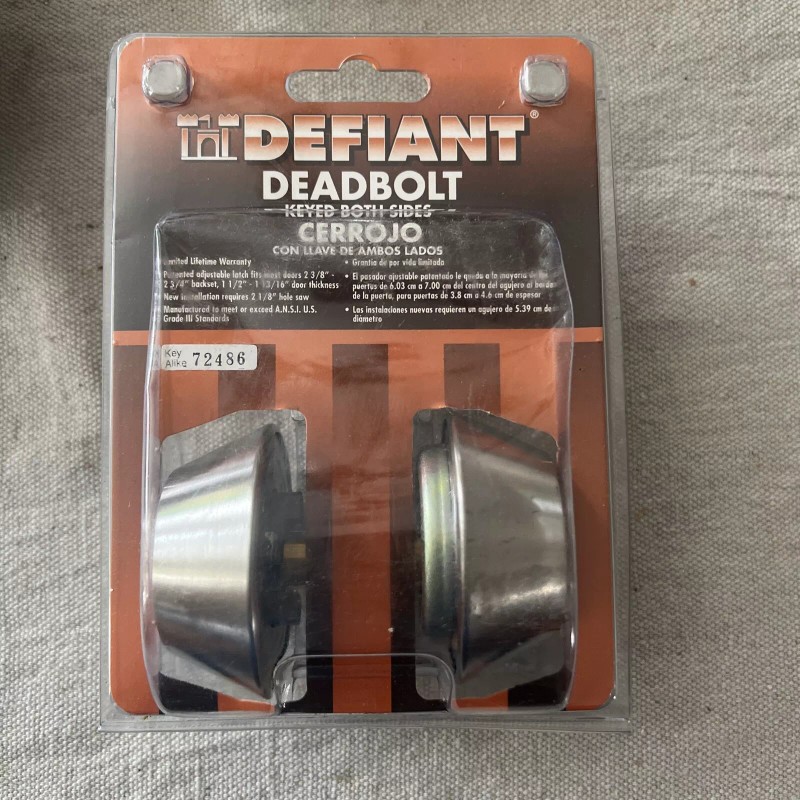 DEFIANT®
DEADBOLT
KEYED BOTH SIDES
CERROJO
CON LLAVE DE AMBOS LADOS
Limited Lifetime Warranty
Patented adjustable latch fits most doors 2 3/8" -
2 3/4" backset, 1 1/2" - 1 13/16" door thickness
New installation requires 2 1/8" hole saw
Manufactured to meet or exceed A.N.S.I. U.S.
Grade III Standards
• Grantia de por vida limitada
• El pasador ajustable patentado le queda a la mayoria de las
puertas de 6.03 cm a 7.00 cm del centro del agujero al borde
de la puerta, para puertas de 3.8 cm a 4.6 cm de espesor
• Las instalaciones nuevas requieren un agujero de 5.39 cm de
diámetro
Key
Alike 72486